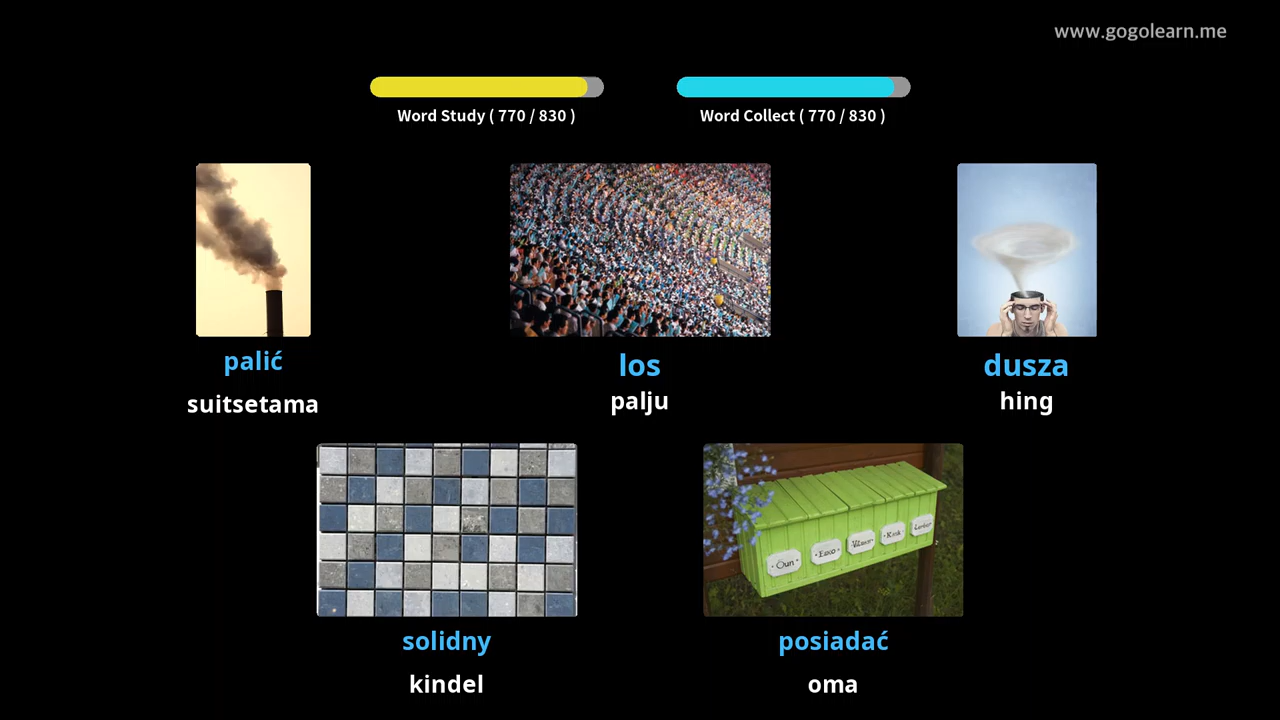 www.gogolearn.me
Word Study ( 770 / 830 )
Word Collect ( 770 / 830 )
palić
suitsetama
los
palju
dusza
hing
solidny
kindel
posiadać
oma